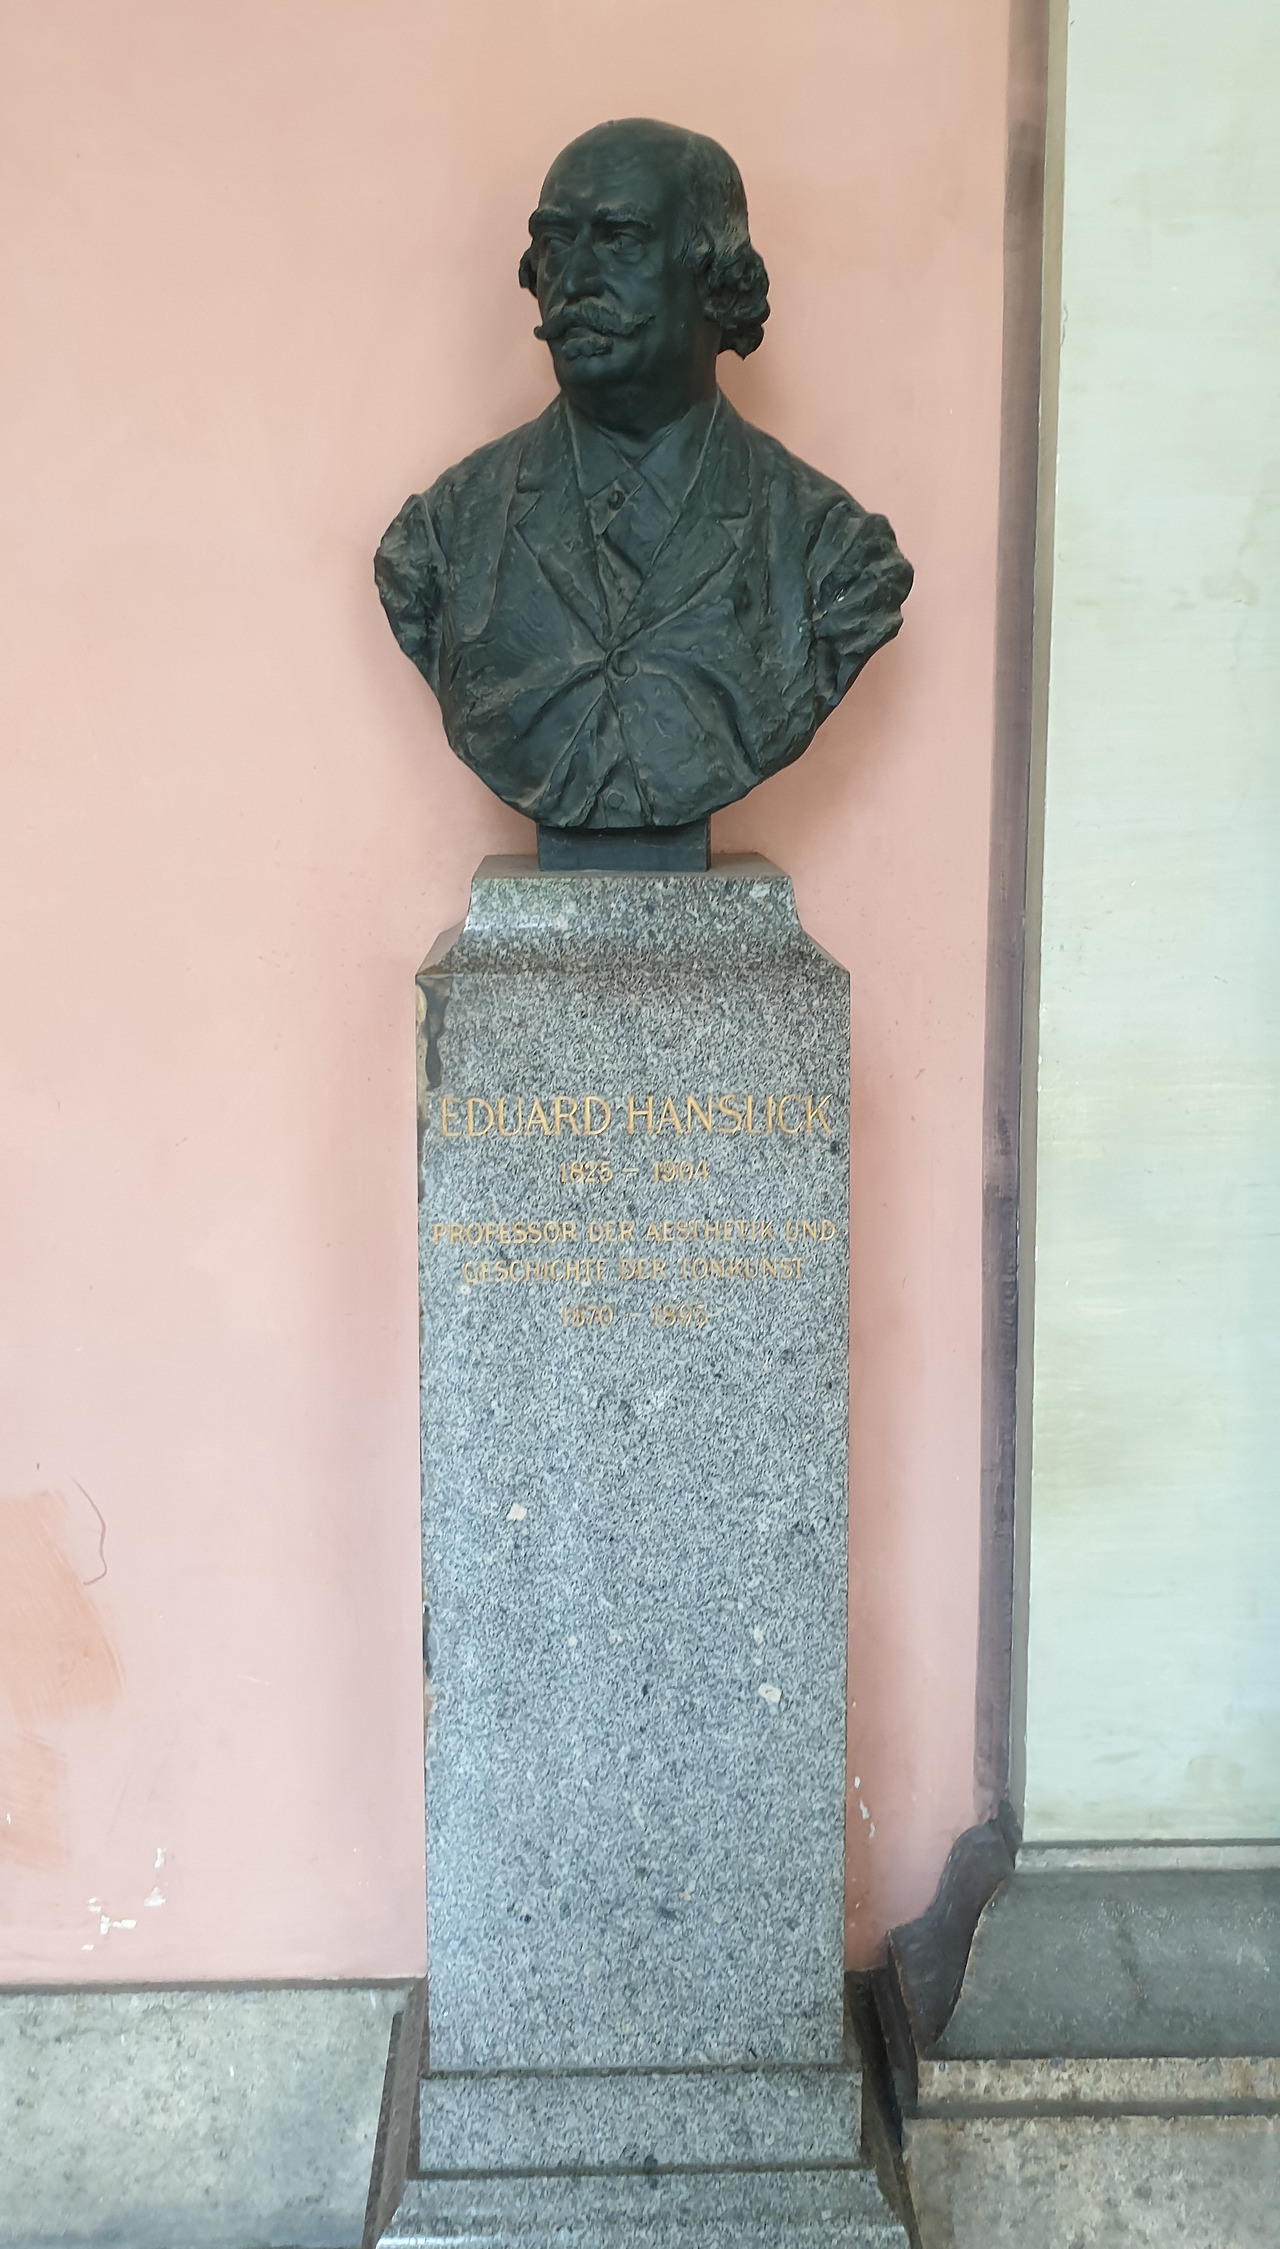 EDUARD HANSLICK
1825 – 1904
PROFESSOR DER AESTHETIK UND
GESCHICHTE DER TONKUNST
1870 – 1895